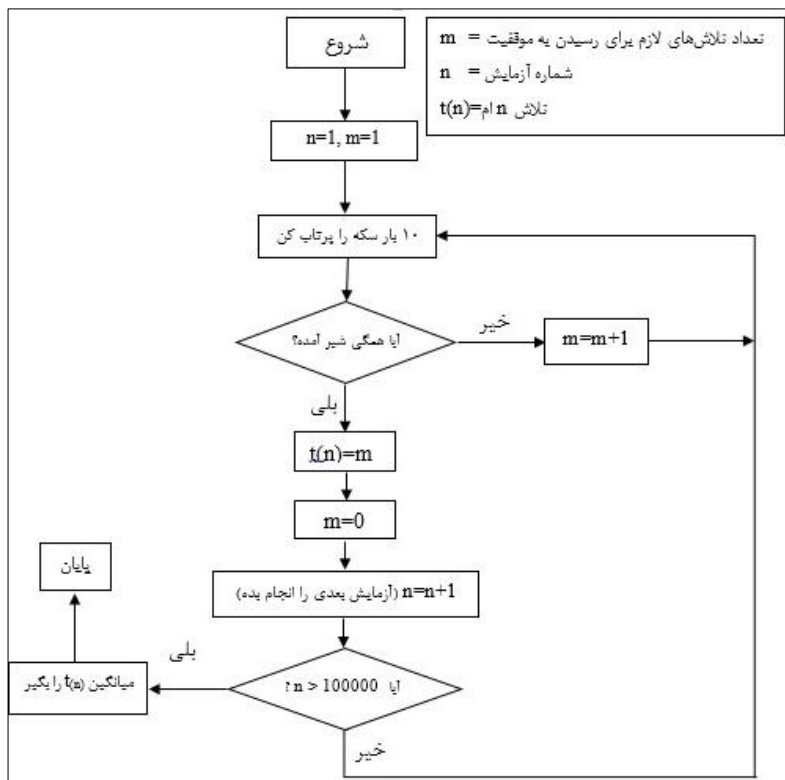 شروع
m = تعداد تلاش‌های لازم برای رسیدن به موفقیت
n = شماره آزمایش
t(n)=تلاش n ام
n=1, m=1
۱۰ بار سکه را پرتاب کن
آیا همگی شیر آمده؟
خیر
m=m+1
بلی
t(n)=m
m=0
پایان
n=n+1 (آزمایش بعدی را انجام بده)
بلی
میانگین t(n) را بگیر
آیا n > 100000 ؟
خیر